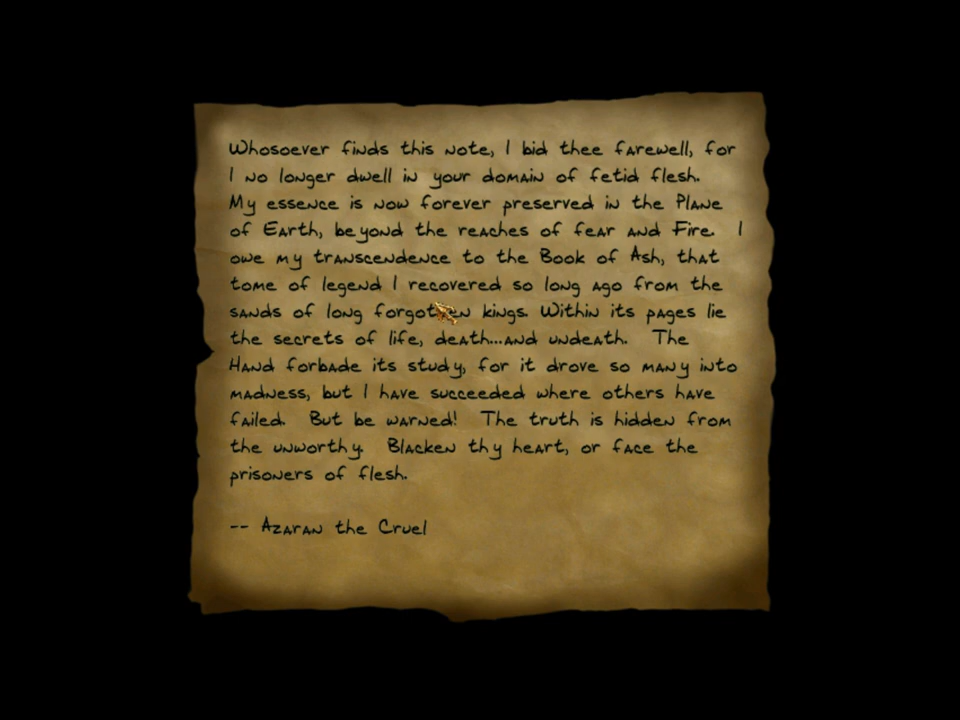 Whosoever finds this note, I bid thee farewell, for
I no longer dwell in your domain of fetid flesh.
My essence is now forever preserved in the Plane
of Earth, beyond the reaches of fear and Fire. I
owe my transcendence to the Book of Ash, that
tome of legend I recovered so long ago from the
sands of long forgotten kings. Within its pages lie
the secrets of life, death...and undeath. The
Hand forbade its study, for it drove so many into
madness, but I have succeeded where others have
failed. But be warned! The truth is hidden from
the unworthy. Blacken thy heart, or face the
prisoners of flesh.
-- Azaran the Cruel